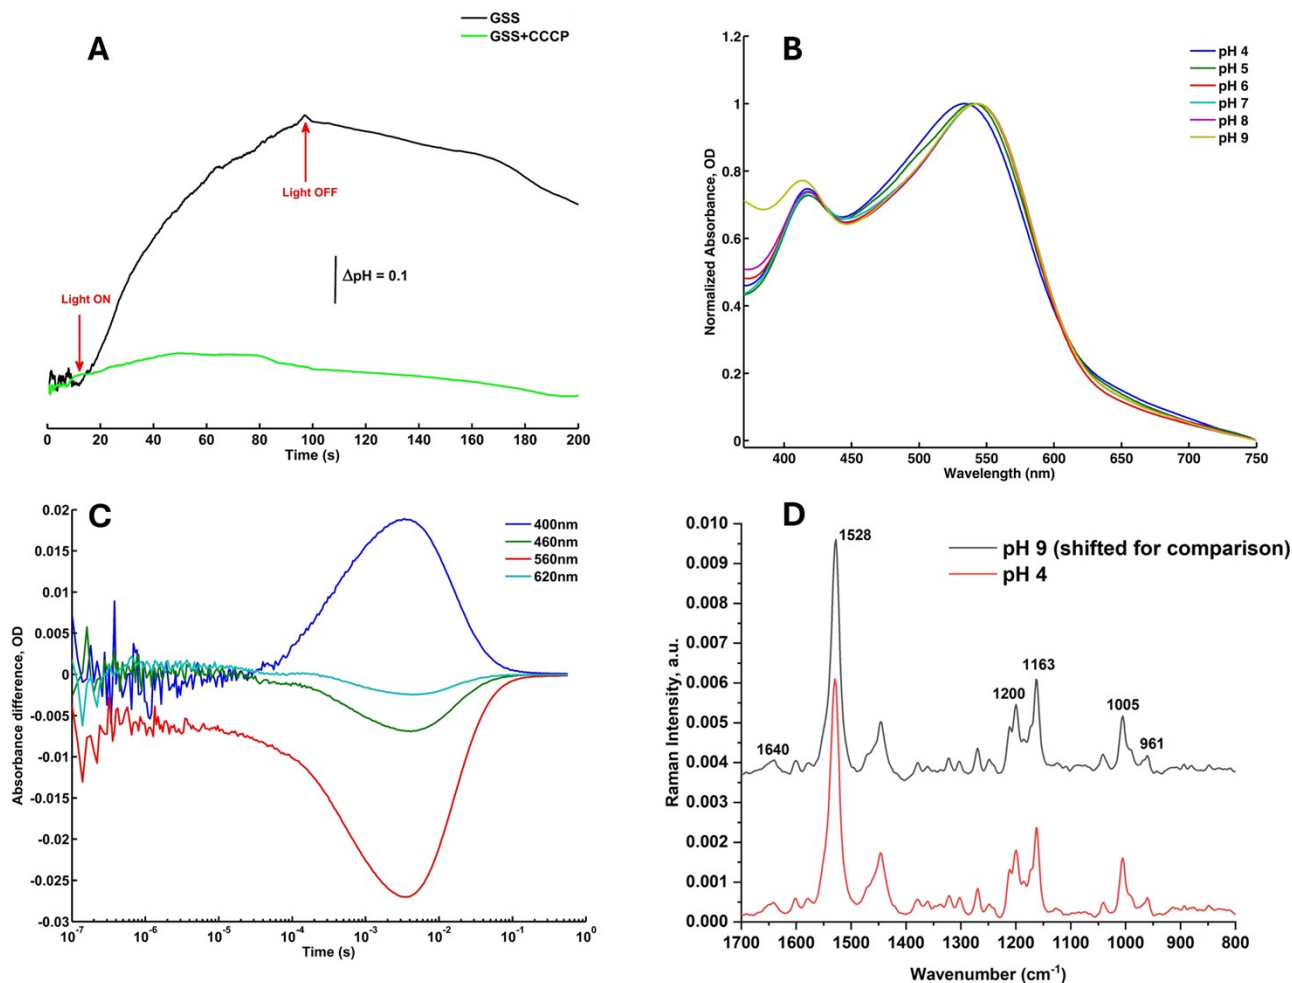 A
GSS
GSS+CCCP
Light OFF
ΔpH = 0.1
Light ON
0 20 40 60 80 100 120 140 160 180 200
Time (s)
B
pH 4
pH 5
pH 6
pH 7
pH 8
pH 9
1.2
1
0.8
0.6
0.4
0.2
0
Normalized Absorbance, OD
400 450 500 550 600 650 700 750
Wavelength (nm)
C
400nm
460nm
560nm
620nm
0.02
0.015
0.01
0.005
0
-0.005
-0.01
-0.015
-0.02
-0.025
-0.03
Absorbance difference, OD
10-7 10-6 10-5 10-4 10-3 10-2 10-1 100
Time (s)
D
pH 9 (shifted for comparison)
pH 4
1528
1163
1200
1005
961
1640
0.010
0.009
0.008
0.007
0.006
0.005
0.004
0.003
0.002
0.001
0.000
Raman Intensity, a.u.
1700 1600 1500 1400 1300 1200 1100 1000 900 800
Wavenumber (cm-1)